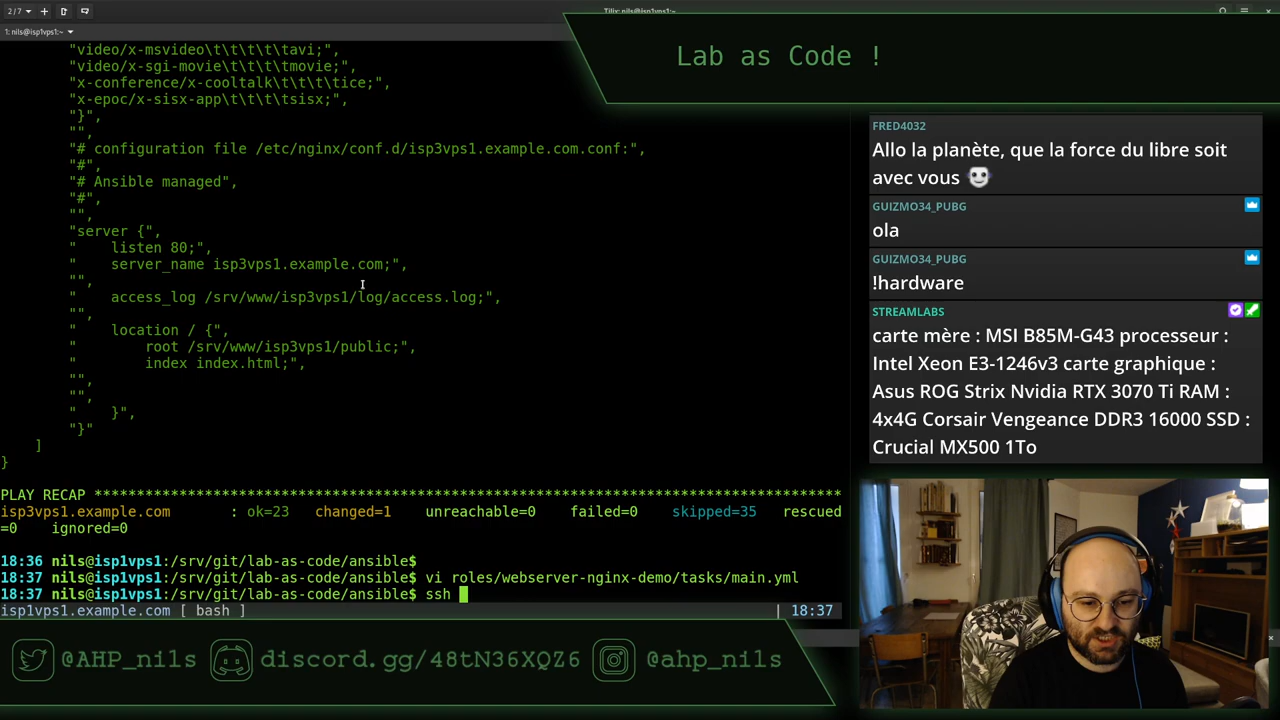 2/7
Tilix: nils@isp1vps1:~
1: nils@isp1vps1:~
Lab as Code !
"video/x-msvideo\t\t\t\t\tavi;",
"video/x-sgi-movie\t\t\t\tmovie;",
"x-conference/x-cooltalk\t\t\t\tice;",
"x-epoc/x-sisx-app\t\t\t\tsisx;",
"}",
"",
"# configuration file /etc/nginx/conf.d/isp3vps1.example.com.conf:",
"#",
"# Ansible managed",
"#",
"",
"server {",
"    listen 80;",
"    server_name isp3vps1.example.com;",
"",
"    access_log /srv/www/isp3vps1/log/access.log;",
"",
"    location / {",
"        root /srv/www/isp3vps1/public;",
"        index index.html;",
"",
"",
"    }",
"}"
]
}
PLAY RECAP *****************************************************************************************
isp3vps1.example.com       : ok=23   changed=1    unreachable=0    failed=0    skipped=35   rescued
=0    ignored=0
18:36 nils@isp1vps1:/srv/git/lab-as-code/ansible$
18:37 nils@isp1vps1:/srv/git/lab-as-code/ansible$ vi roles/webserver-nginx-demo/tasks/main.yml
18:37 nils@isp1vps1:/srv/git/lab-as-code/ansible$ ssh
isp1vps1.example.com [ bash ] | 18:37
FRED4032
Allo la planète, que la force du libre soit
avec vous
GUIZMO34_PUBG
ola
GUIZMO34_PUBG
!hardware
STREAMLABS
carte mère : MSI B85M-G43 processeur :
Intel Xeon E3-1246v3 carte graphique :
Asus ROG Strix Nvidia RTX 3070 Ti RAM :
4x4G Corsair Vengeance DDR3 16000 SSD :
Crucial MX500 1To
@AHP_nils discord.gg/48tN36XQZ6 @ahp_nils